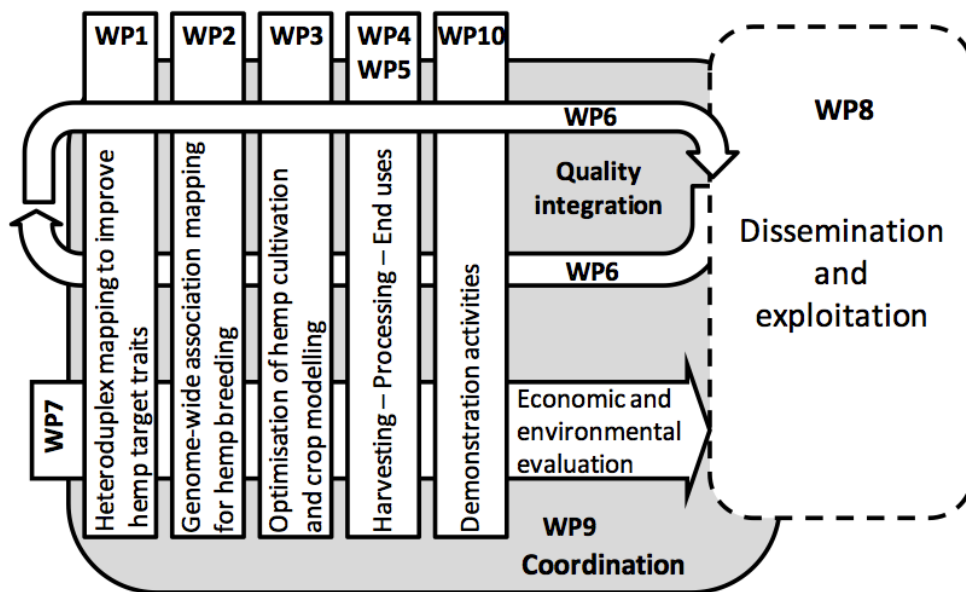 WP1
WP2
WP3
WP4
WP5
WP10
WP6
WP8
Quality
integration
WP6
Dissemination
and
exploitation
Heteroduplex mapping to improve
hemp target traits
Genome-wide association mapping
for hemp breeding
Optimisation of hemp cultivation
and crop modelling
Harvesting – Processing – End uses
Demonstration activities
WP7
Economic and
environmental
evaluation
WP9
Coordination